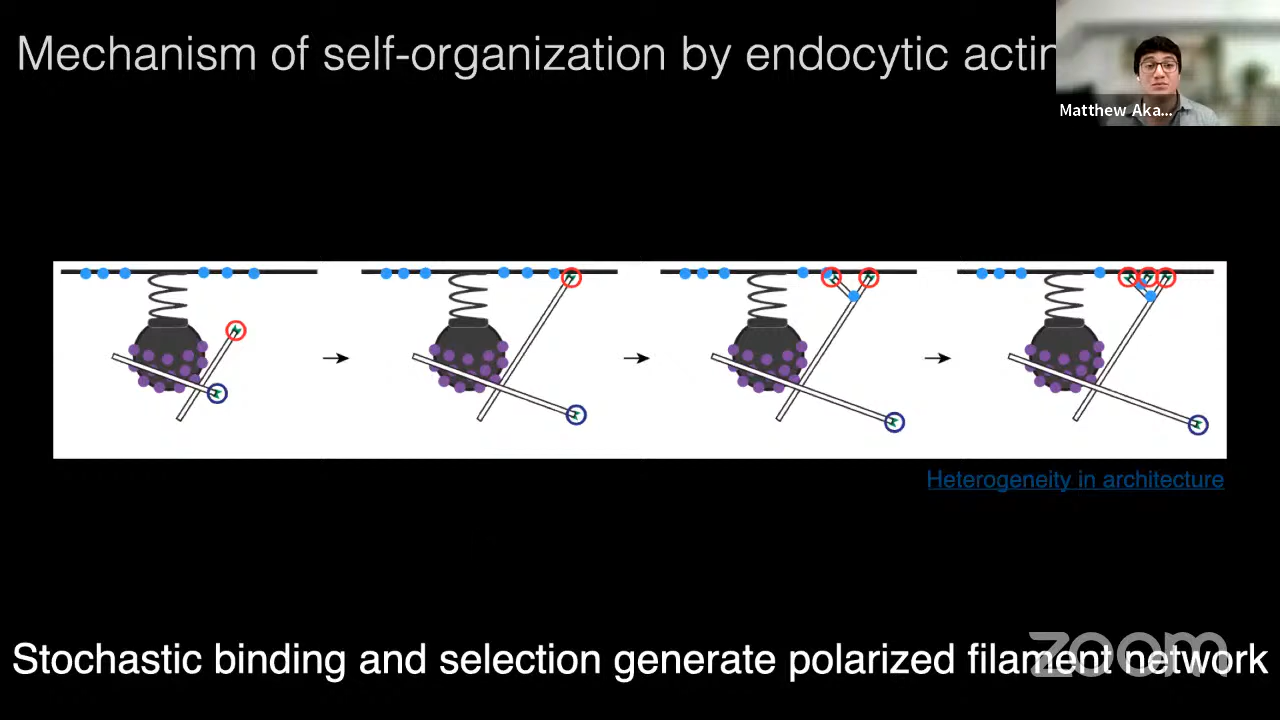 Mechanism of self-organization by endocytic actin
Matthew Aka...
Heterogeneity in architecture
Stochastic binding and selection generate polarized filament network
zoom